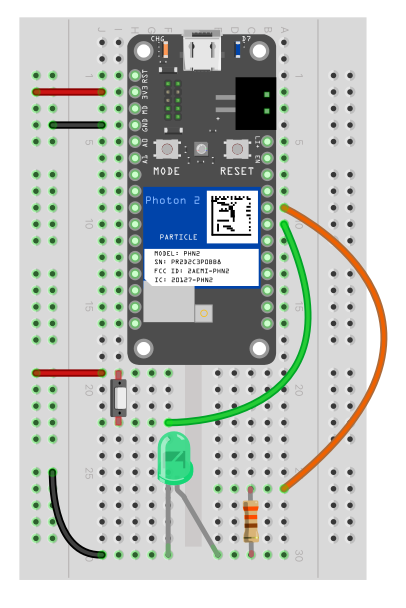 J I H G
CHG D7
B A
1 1
RST
3V3
MD
GND
A0
A1
5 5
LI+
EN
+
MODE RESET
Photon 2
PARTICLE
10
MODEL: PHN2
SN: PR2D2C3PO8B8
FCC ID: 2AEMI-PHN2
IC: 20127-PHN2
15 15
20 20
25 25
30 30